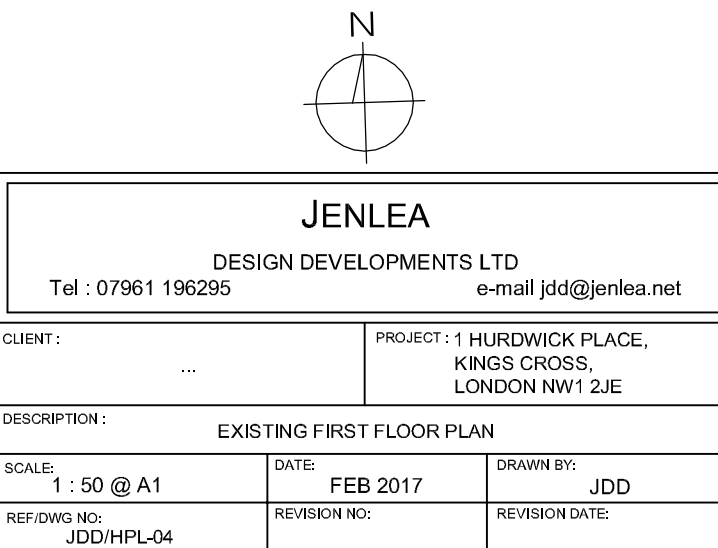 N
JENLEA
DESIGN DEVELOPMENTS LTD
Tel : 07961 196295 e-mail jdd@jenlea.net
CLIENT :
...
PROJECT : 1 HURDWICK PLACE,
KINGS CROSS,
LONDON NW1 2JE
DESCRIPTION :
EXISTING FIRST FLOOR PLAN
SCALE:
1 : 50 @ A1
DATE:
FEB 2017
DRAWN BY:
JDD
REF/DWG NO:
JDD/HPL-04
REVISION NO:
REVISION DATE: